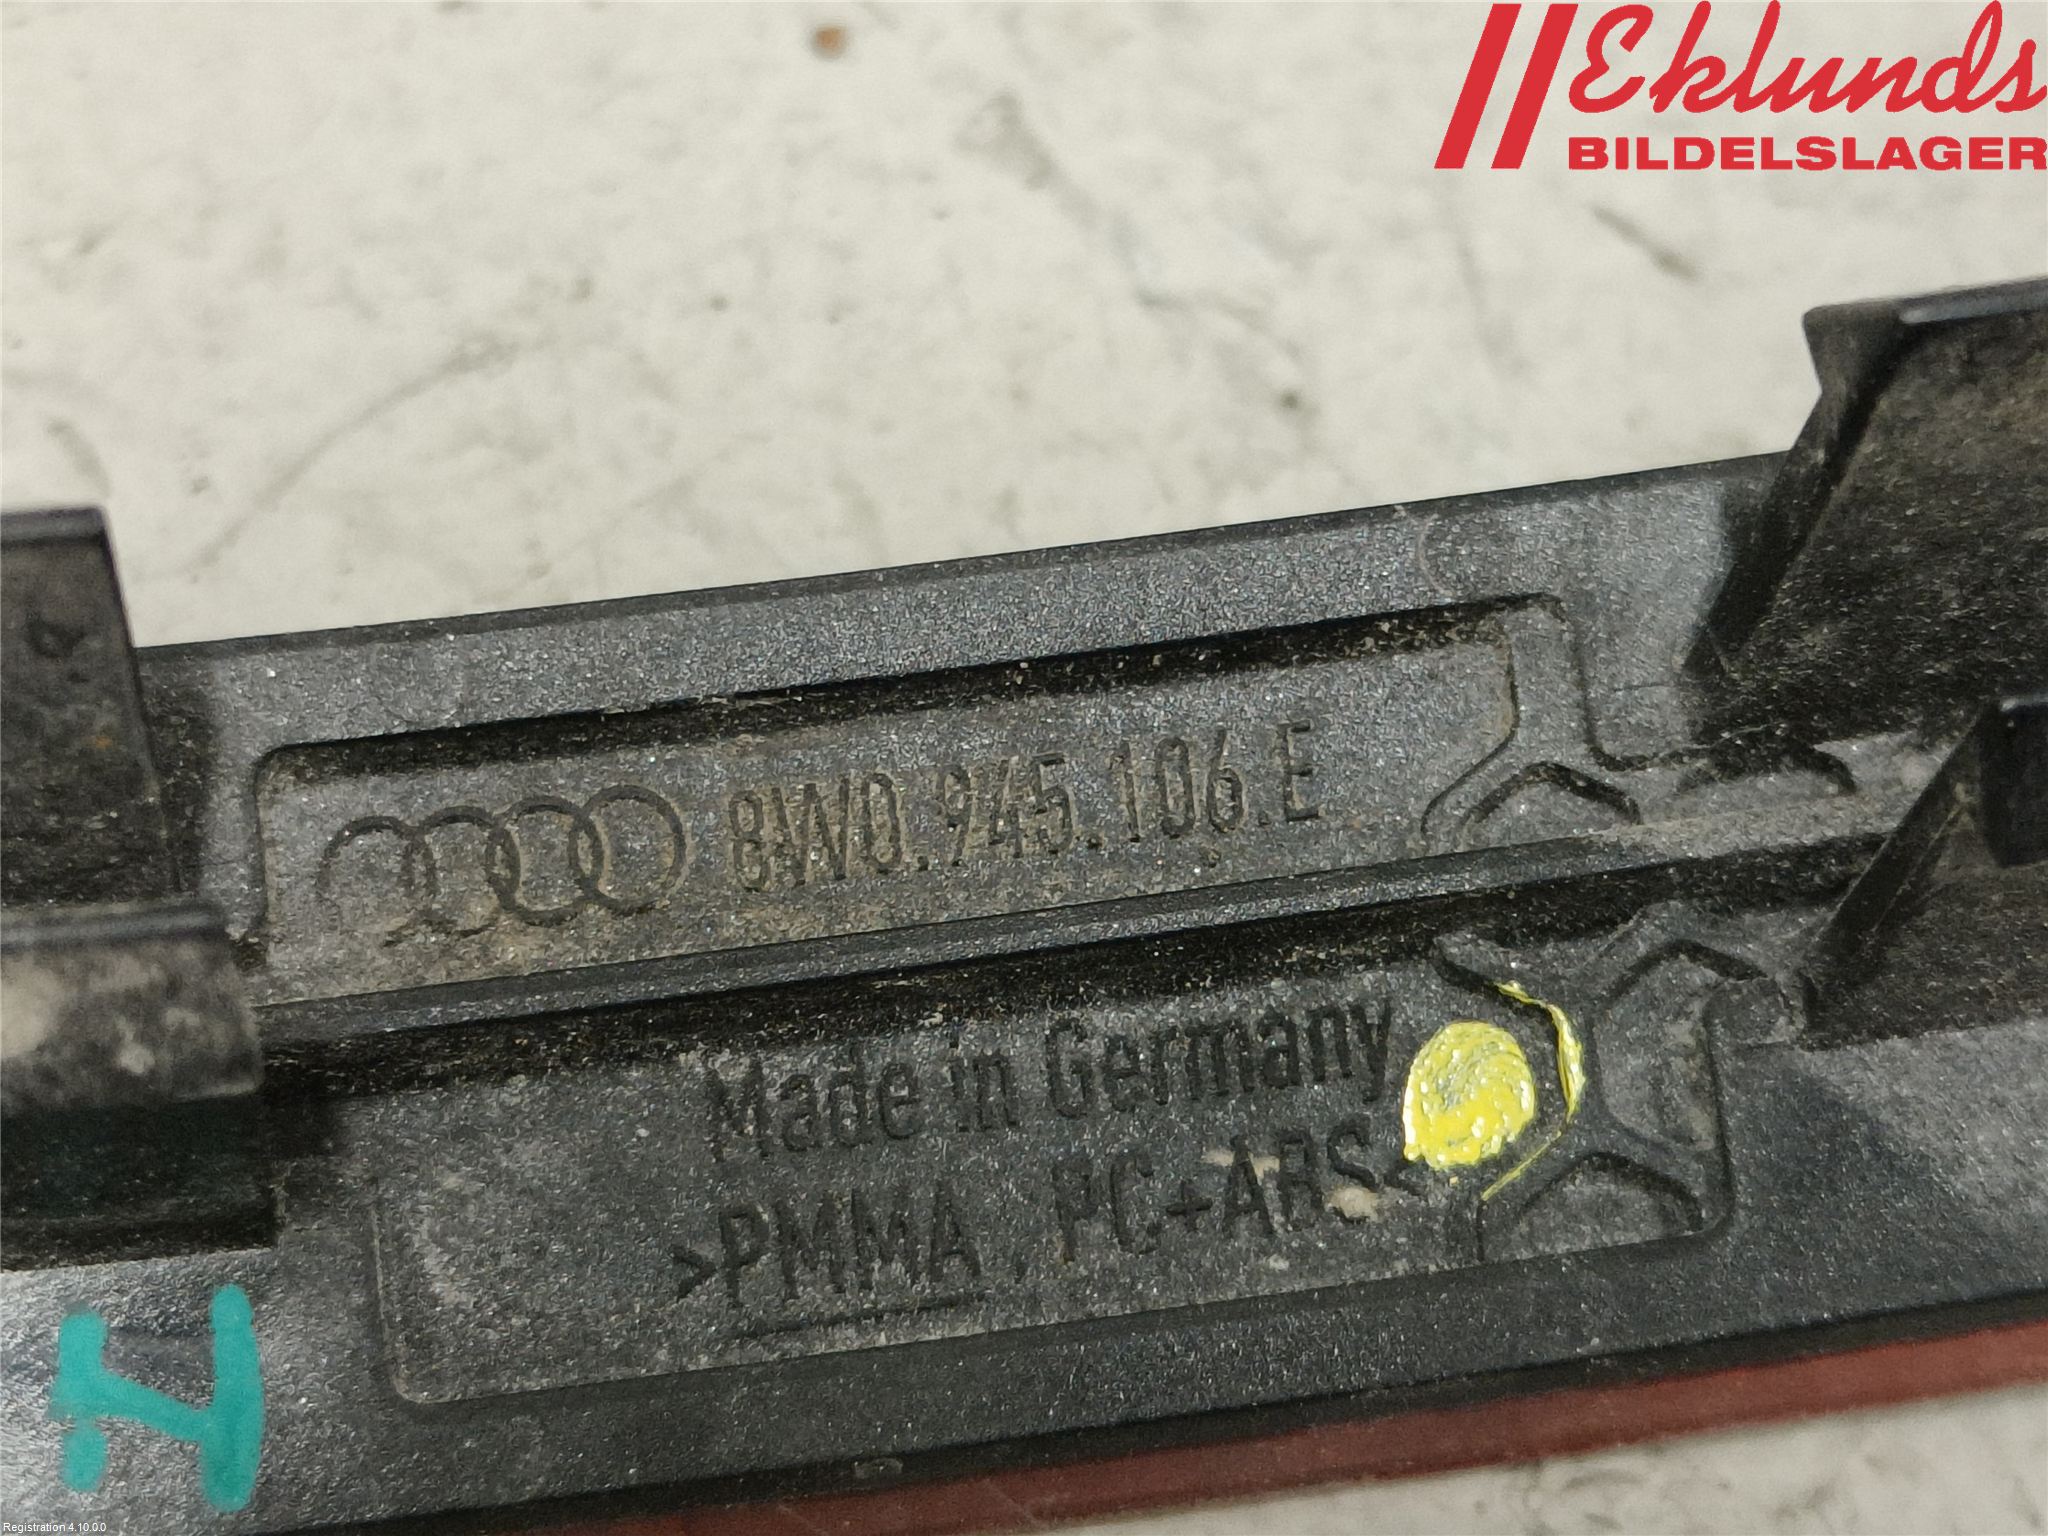 Eklunds
BILDELSLAGER
8W0.945.106.E
Made in Germany
>PMMA, PC+ABS<
H
Registration 4.10.0.0